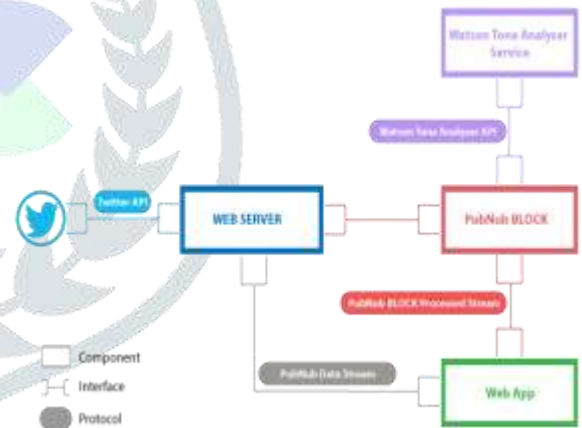 Watson Tone Analyzer
Service
Watson Tone Analyzer API
Twitter API
WEB SERVER
PubNub BLOCK
PubNub BLOCK Processed Stream
PubNub Data Stream
Web App
Component
Interface
Protocol